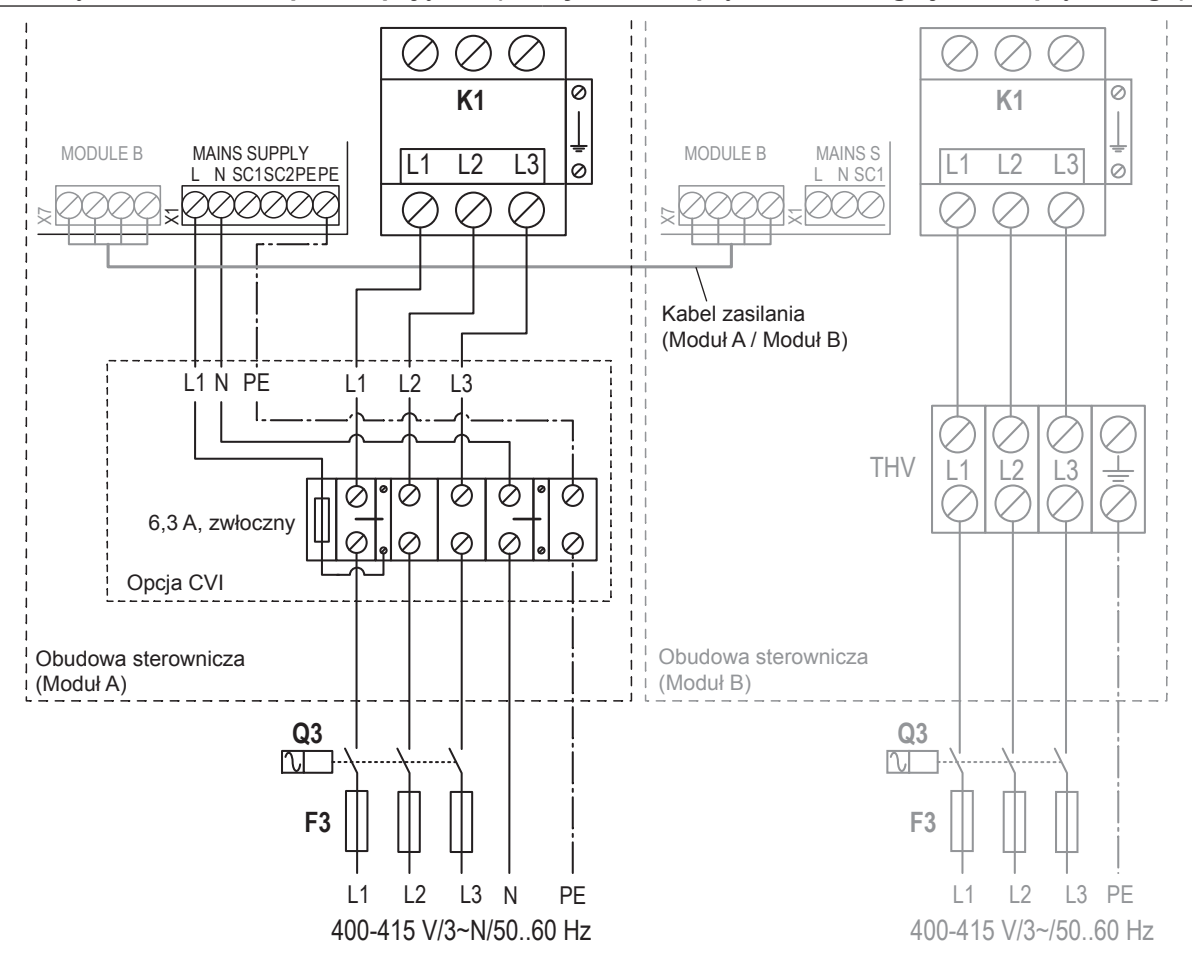 K1
L1 L2 L3
MODULE B
X7
MAINS SUPPLY
L N SC1SC2PEPE
X1
MODULE B
X7
MAINS S
L N SC1
X1
K1
L1 L2 L3
Kabel zasilania
(Moduł A / Moduł B)
L1 N PE L1 L2 L3
6,3 A, zwłoczny
Opcja CVI
THV
L1 L2 L3
Obudowa sterownicza
(Moduł A)
Obudowa sterownicza
(Moduł B)
Q3
F3
L1 L2 L3 N PE
400-415 V/3~N/50..60 Hz
Q3
F3
L1 L2 L3 PE
400-415 V/3~/50..60 Hz